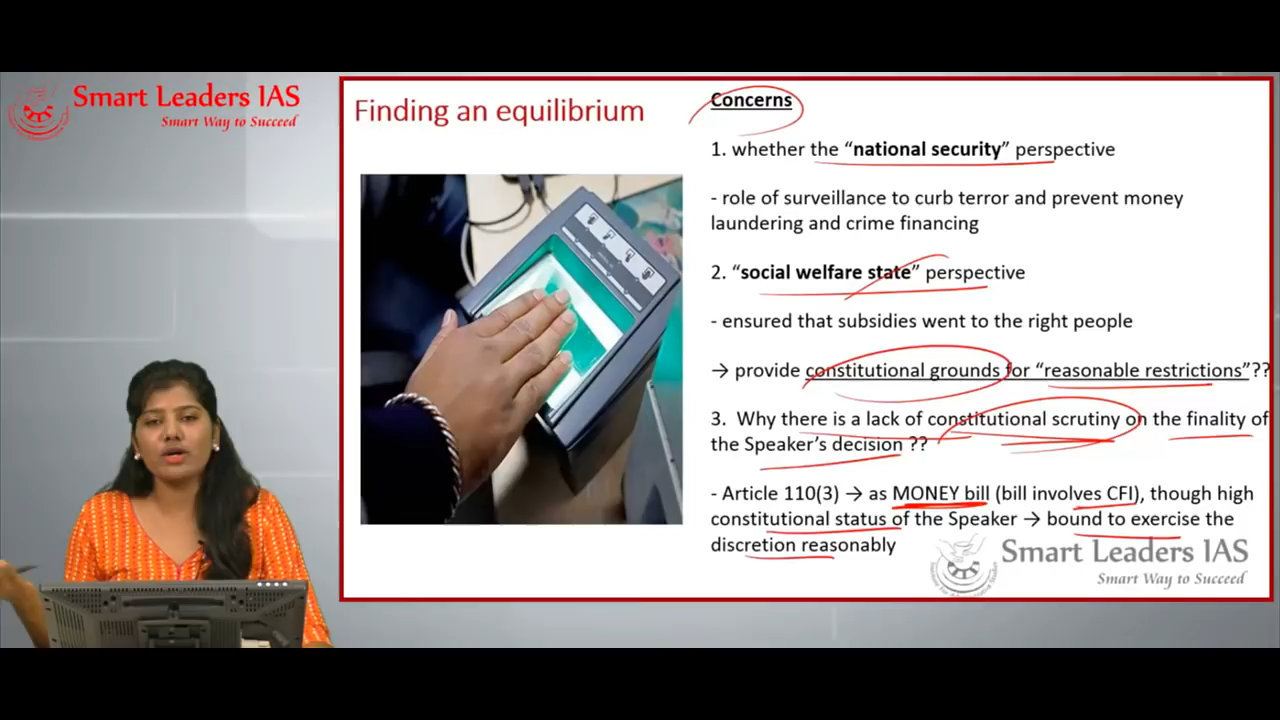 Smart Leaders IAS
Smart Way to Succeed
Finding an equilibrium
Concerns
1. whether the “national security” perspective
- role of surveillance to curb terror and prevent money
laundering and crime financing
2. “social welfare state” perspective
- ensured that subsidies went to the right people
→ provide constitutional grounds for “reasonable restrictions”??
3.  Why there is a lack of constitutional scrutiny on the finality of
the Speaker’s decision ??
- Article 110(3) → as MONEY bill (bill involves CFI), though high
constitutional status of the Speaker → bound to exercise the
discretion reasonably
Smart Leaders IAS
Smart Way to Succeed